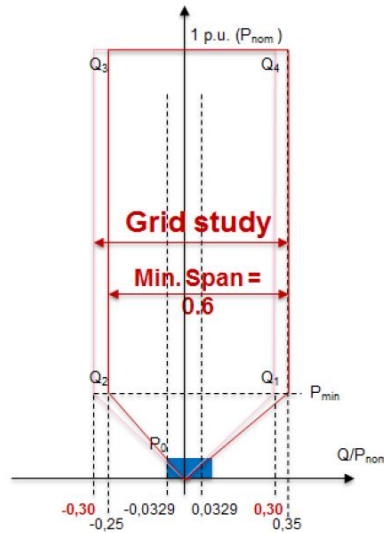 1 p.u. (Pnom)
Q3
Q4
Grid study
Min. Span =
0.6
Q2
Q1
Pmin
P0
Q/Pnom
-0,30
-0,0329
0,0329
0,30
-0,25
0,35